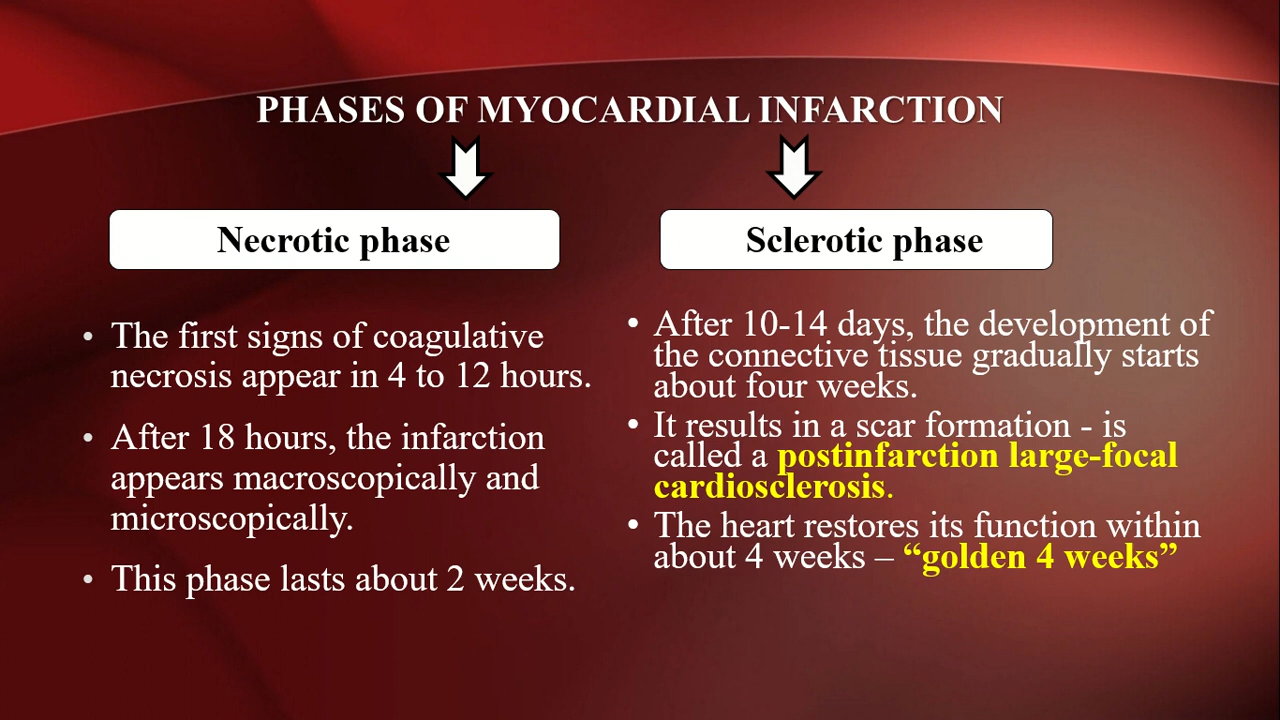 PHASES OF MYOCARDIAL INFARCTION
Necrotic phase
• The first signs of coagulative
necrosis appear in 4 to 12 hours.
• After 18 hours, the infarction
appears macroscopically and
microscopically.
• This phase lasts about 2 weeks.
Sclerotic phase
• After 10-14 days, the development of
the connective tissue gradually starts
about four weeks.
• It results in a scar formation - is
called a postinfarction large-focal
cardiosclerosis.
• The heart restores its function within
about 4 weeks – “golden 4 weeks”